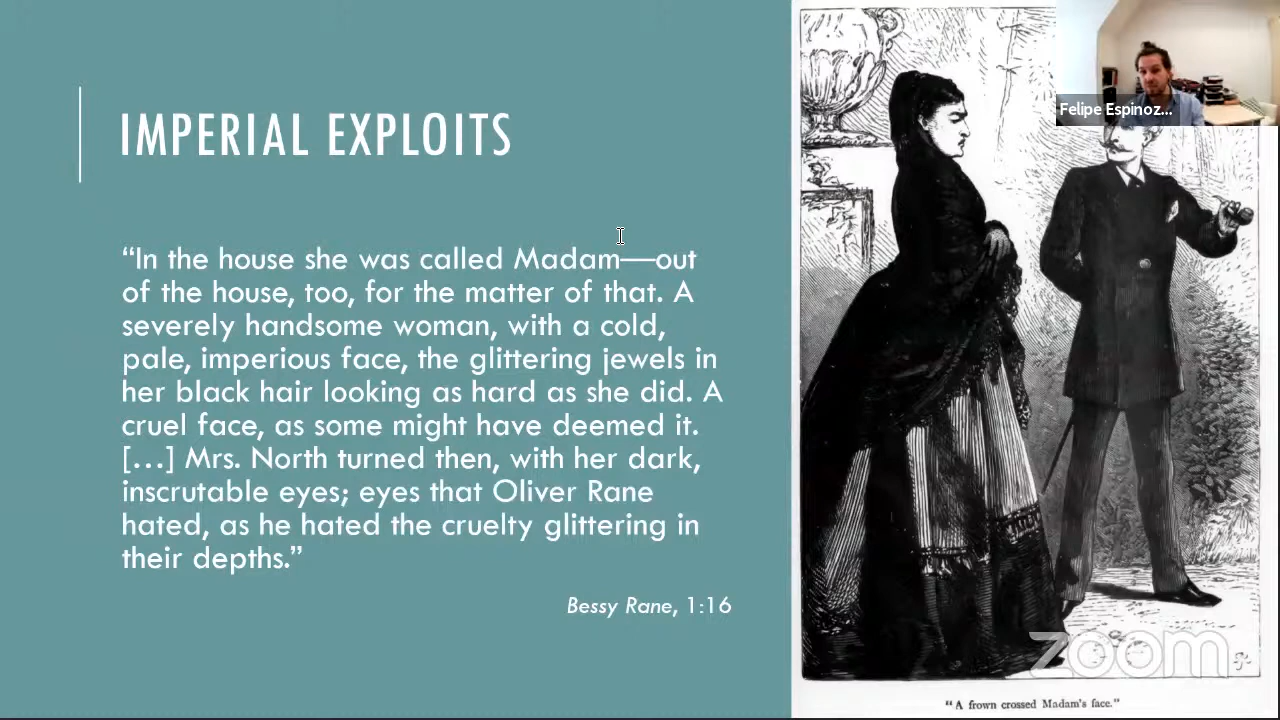 IMPERIAL EXPLOITS
“In the house she was called Madam—out
of the house, too, for the matter of that. A
severely handsome woman, with a cold,
pale, imperious face, the glittering jewels in
her black hair looking as hard as she did. A
cruel face, as some might have deemed it.
[…] Mrs. North turned then, with her dark,
inscrutable eyes; eyes that Oliver Rane
hated, as he hated the cruelty glittering in
their depths.”
Bessy Rane, 1:16
Felipe Espinoz...
zoom
“A frown crossed Madam's face.”